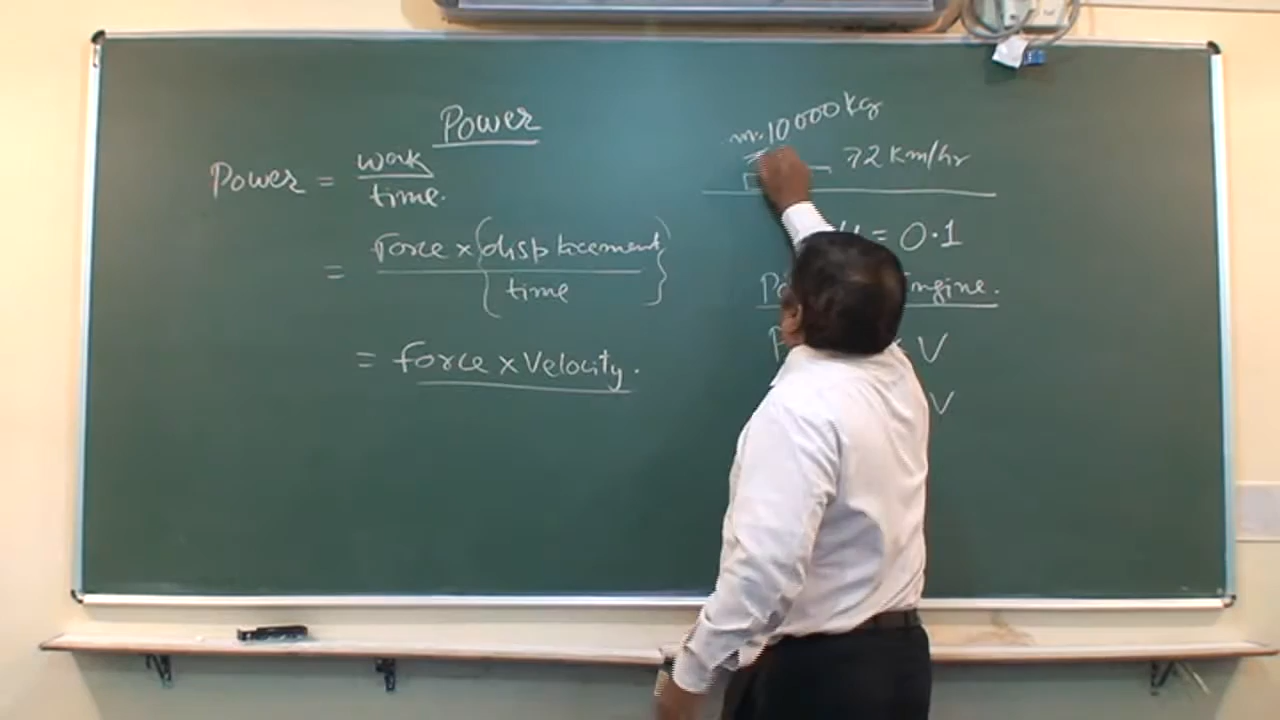 Power
Power = work
time.
= force × {displacement
time}
= force × Velocity.
m. 10000 kg
72 km/hr
= 0.1
Engine.
× V
V